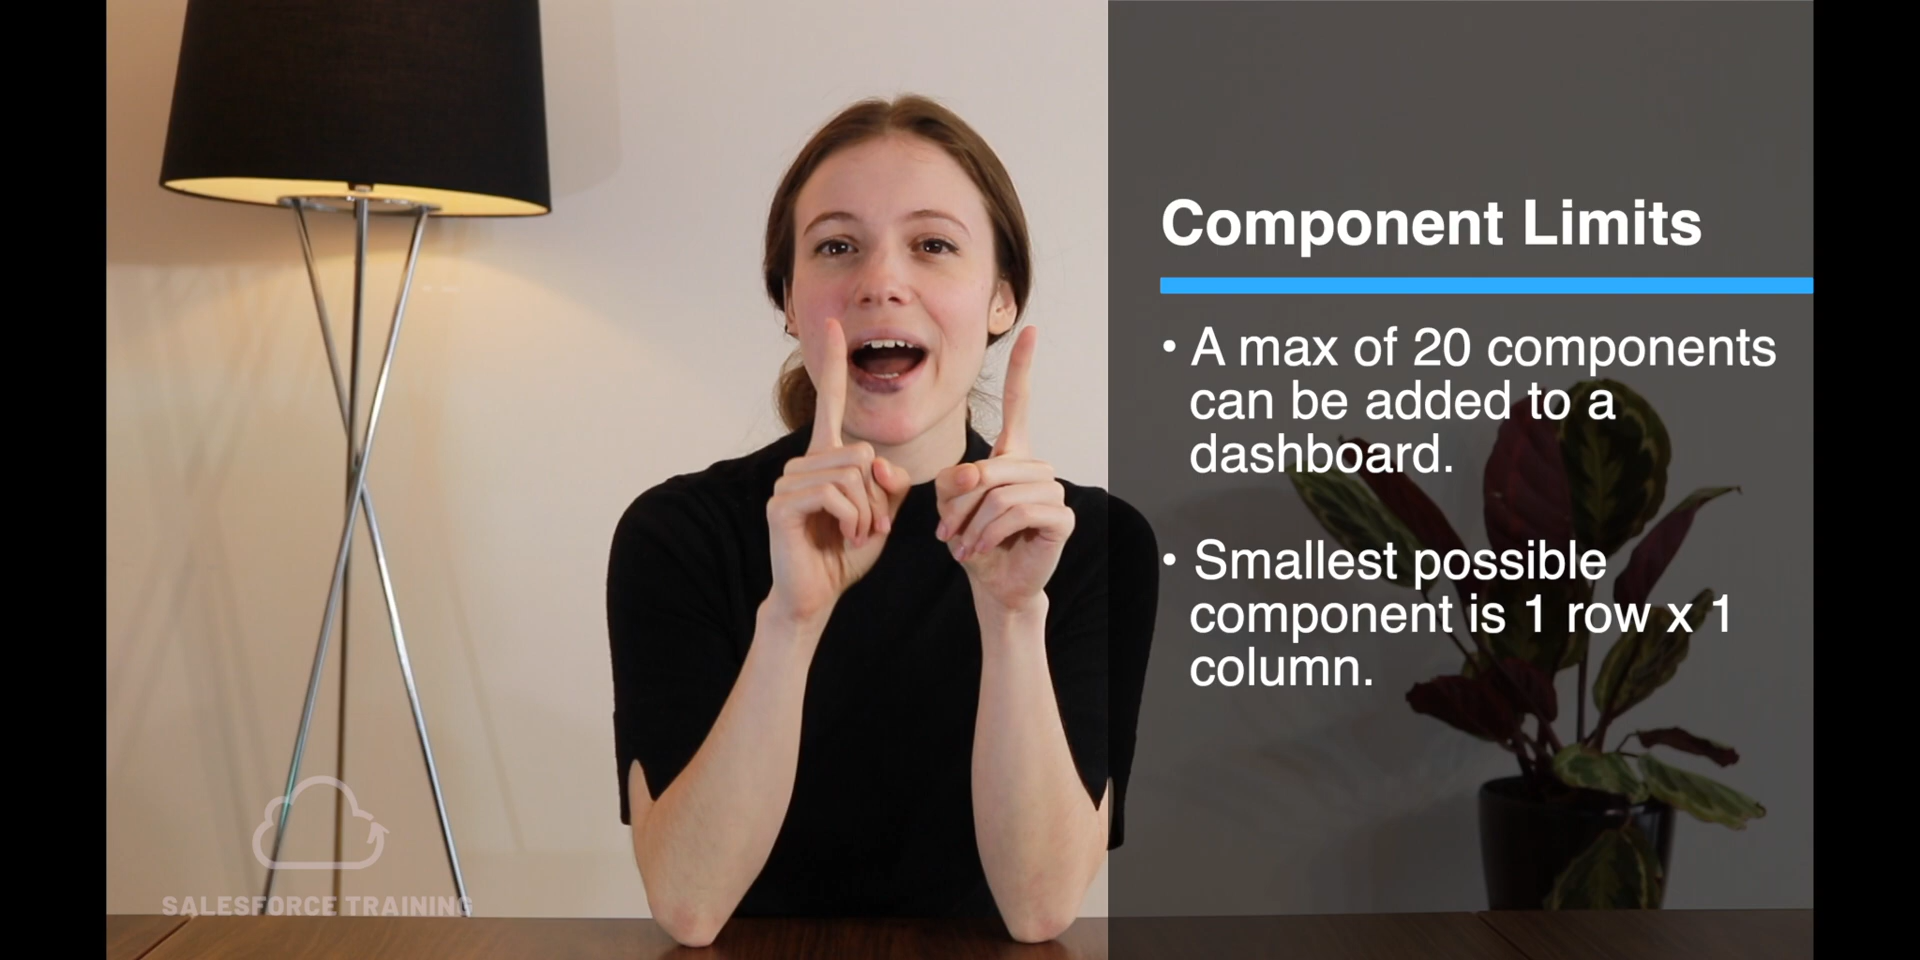 Component Limits
• A max of 20 components
can be added to a
dashboard.
• Smallest possible
component is 1 row x 1
column.
SALESFORCE TRAINING